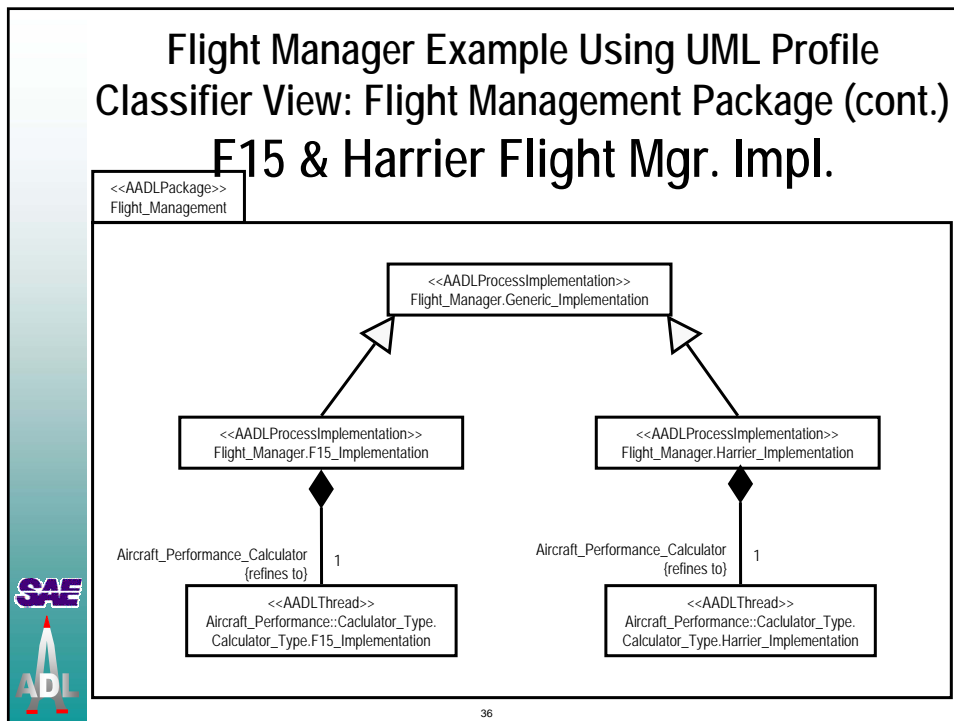 Flight Manager Example Using UML Profile
Classifier View: Flight Management Package (cont.)
F15 & Harrier Flight Mgr. Impl.
<<AADLPackage>>
Flight_Management
<<AADLProcessImplementation>>
Flight_Manager.Generic_Implementation
<<AADLProcessImplementation>>
Flight_Manager.F15_Implementation
<<AADLProcessImplementation>>
Flight_Manager.Harrier_Implementation
Aircraft_Performance_Calculator
{refines to}
1
Aircraft_Performance_Calculator
{refines to}
1
<<AADLThread>>
Aircraft_Performance::Caclulator_Type.
Calculator_Type.F15_Implementation
<<AADLThread>>
Aircraft_Performance::Caclulator_Type.
Calculator_Type.Harrier_Implementation
SAE
ADL
36